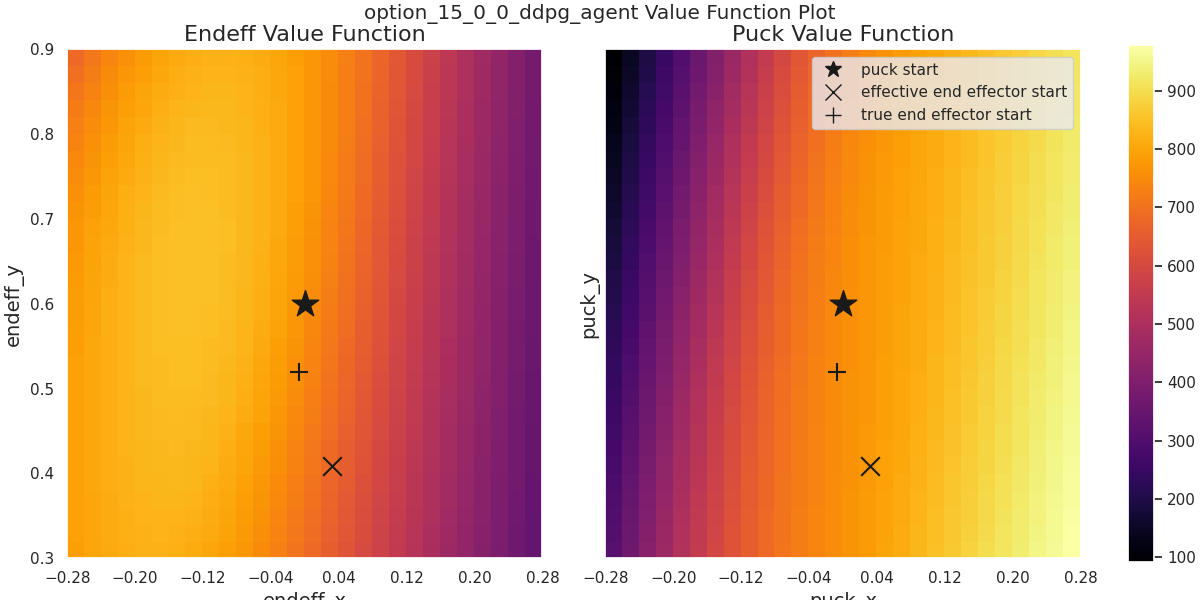 option_15_0_0_ddpg_agent Value Function Plot
Endeff Value Function
Puck Value Function
puck start
effective end effector start
true end effector start
endeff_y
0.9
0.8
0.7
0.6
0.5
0.4
0.3
−0.28 −0.20 −0.12 −0.04 0.04 0.12 0.20 0.28
endeff_x
puck_y
−0.28 −0.20 −0.12 −0.04 0.04 0.12 0.20 0.28
puck_x
900
800
700
600
500
400
300
200
100